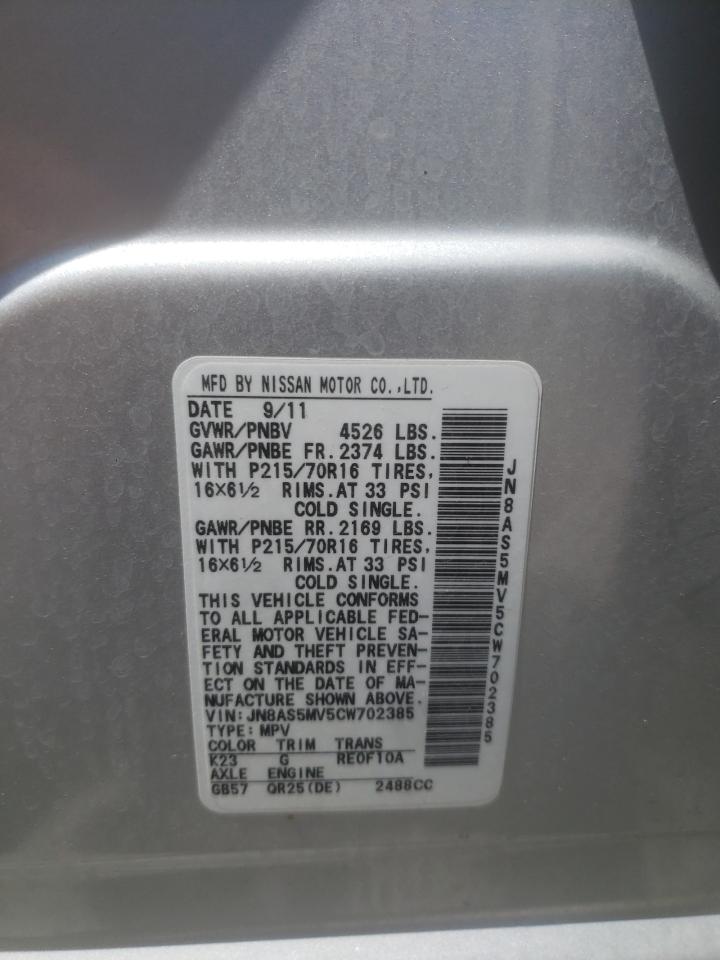 MFD BY NISSAN MOTOR CO.,LTD.
DATE 9/11
GVWR/PNBV 4526 LBS.
GAWR/PNBE FR.2374 LBS.
WITH P215/70R16 TIRES,
16×6½ RIMS.AT 33 PSI
COLD SINGLE.
GAWR/PNBE RR.2169 LBS.
WITH P215/70R16 TIRES,
16×6½ RIMS.AT 33 PSI
COLD SINGLE.
THIS VEHICLE CONFORMS
TO ALL APPLICABLE FED-
ERAL MOTOR VEHICLE SA-
FETY AND THEFT PREVEN-
TION STANDARDS IN EFF-
ECT ON THE DATE OF MA-
NUFACTURE SHOWN ABOVE.
VIN:JN8AS5MV5CW702385
TYPE:MPV
COLOR TRIM TRANS
K23 G RE0F10A
AXLE ENGINE
GB57 QR25(DE) 2488CC
JN8AS5MV5CW702385